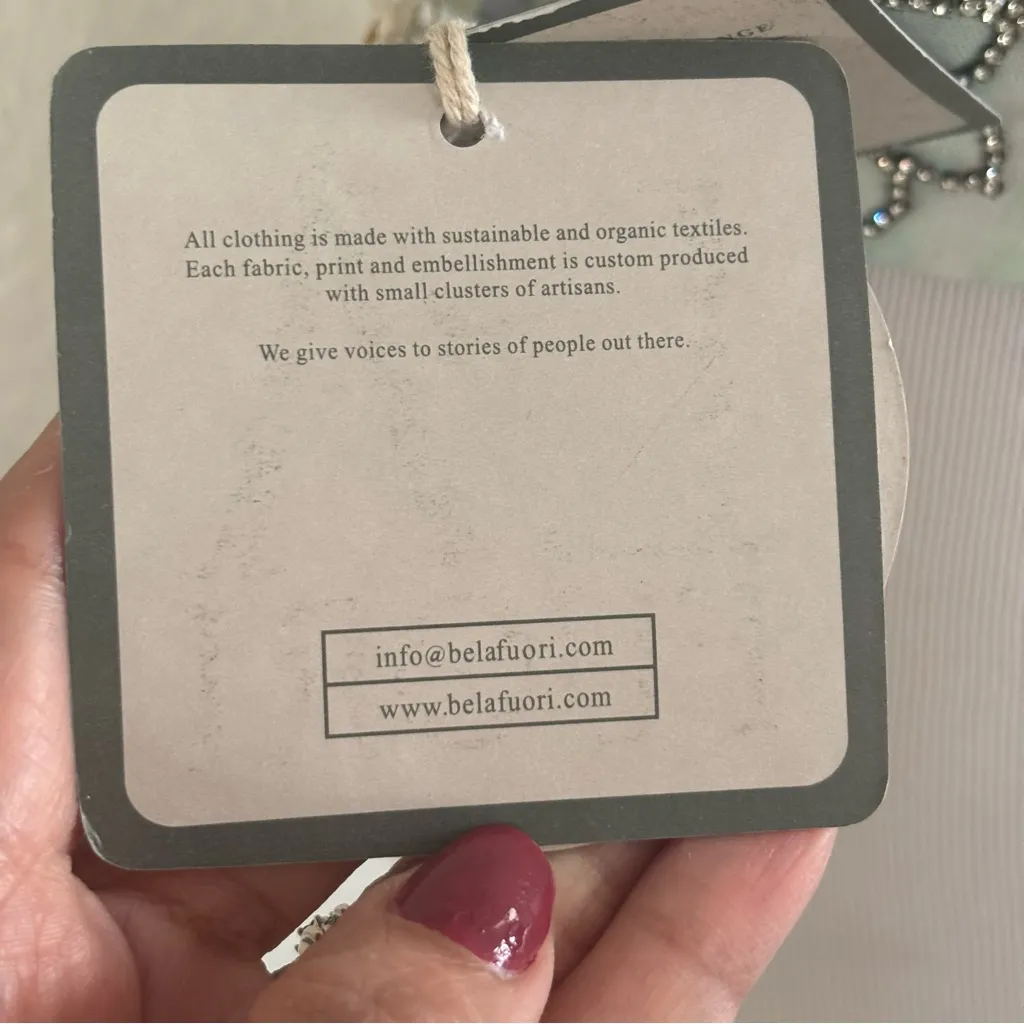 All clothing is made with sustainable and organic textiles.
Each fabric, print and embellishment is custom produced
with small clusters of artisans.
We give voices to stories of people out there.
info@belafuori.com
www.belafuori.com